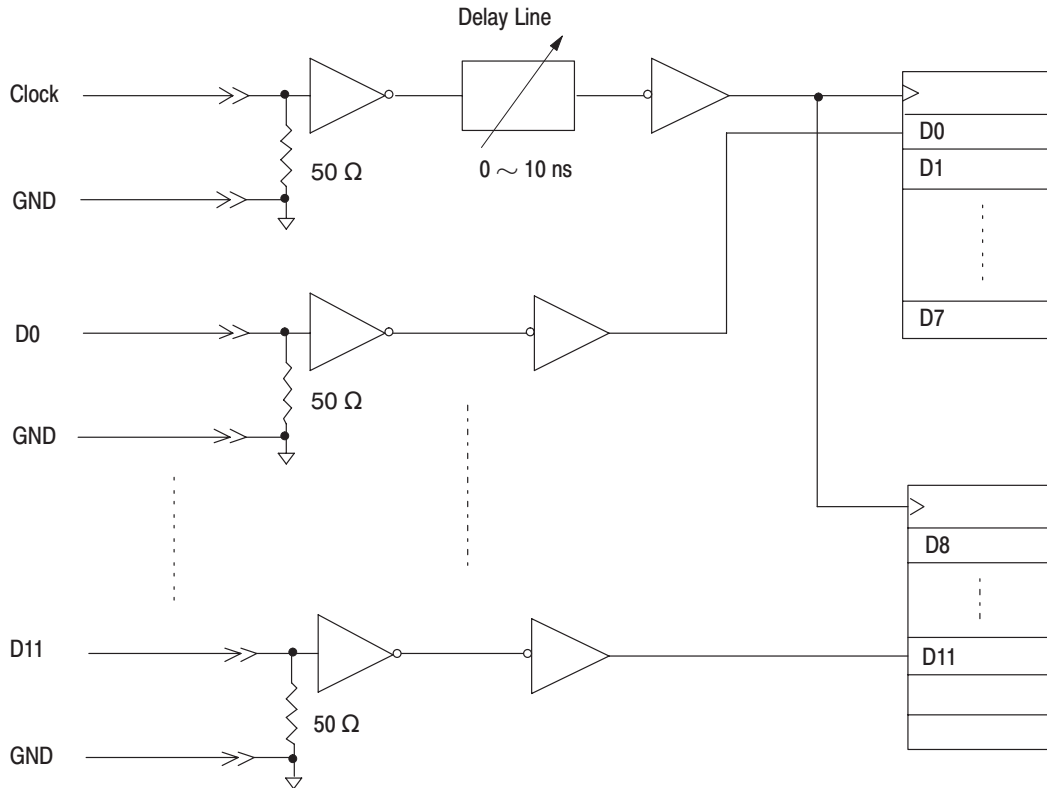 Delay Line
Clock
50 Ω
0 ∼ 10 ns
GND
D0
D1
D7
D0
50 Ω
GND
D8
D11
D11
50 Ω
GND